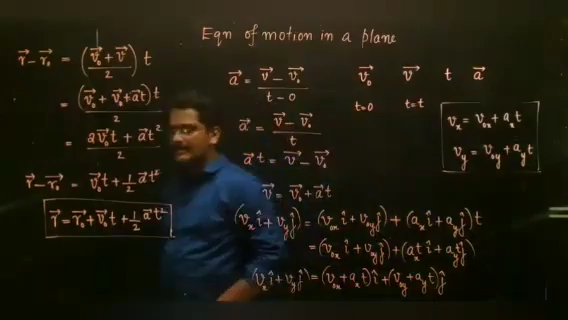 Eqn of motion in a plane
r⃗ − r⃗₀ = ((v⃗₀ + v⃗)/2) t
= ((v⃗₀ + v⃗₀ + a⃗t)/2) t
= (2v⃗₀t + a⃗t²)/2
r⃗ − r⃗₀ = v⃗₀t + ½ a⃗t²
r⃗ = r⃗₀ + v⃗₀t + ½ a⃗t²
a⃗ = (v⃗ − v⃗₀)/(t − 0)
a⃗ = (v⃗ − v⃗₀)/t
a⃗t = v⃗ − v⃗₀
v⃗ = v⃗₀ + a⃗t
(vₓî + v_yĵ) = (v₀ₓî + v₀yĵ) + (aₓî + a_yĵ)t
= (v₀ₓî + v₀yĵ) + (aₓtî + a_ytĵ)
(vₓî + v_yĵ) = (v₀ₓ + aₓt)î + (v₀y + a_yt)ĵ
v⃗₀ v⃗ t a⃗
t=0 t=t
vₓ = v₀ₓ + aₓt
v_y = v₀y + a_yt